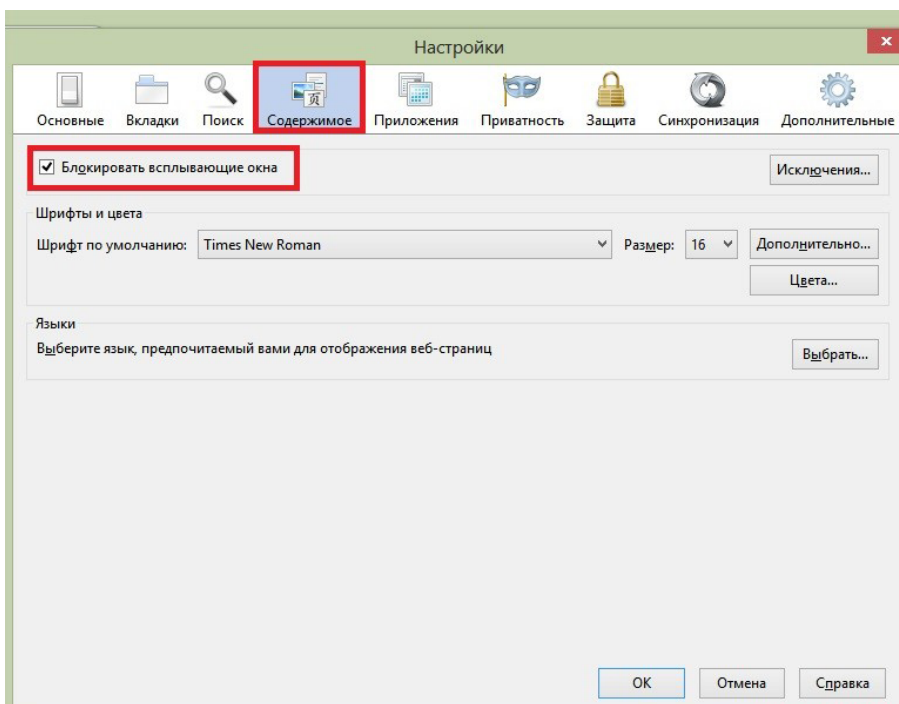 Настройки
Основные Вкладки Поиск Содержимое Приложения Приватность Защита Синхронизация Дополнительные
Блокировать всплывающие окна Исключения...
Шрифты и цвета
Шрифт по умолчанию: Times New Roman Размер: 16 Дополнительно...
Цвета...
Языки
Выберите язык, предпочитаемый вами для отображения веб-страниц Выбрать...
ОК Отмена Справка